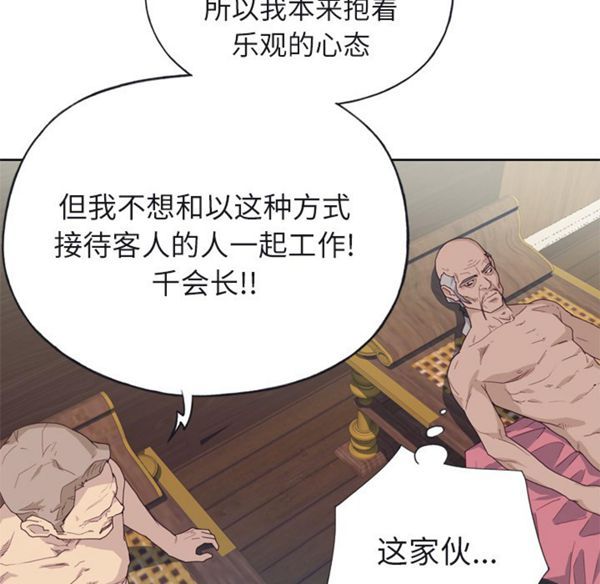 所以我本来抱着
乐观的心态
但我不想和以这种方式
接待客人的人一起工作!
千会长!!
这家伙...